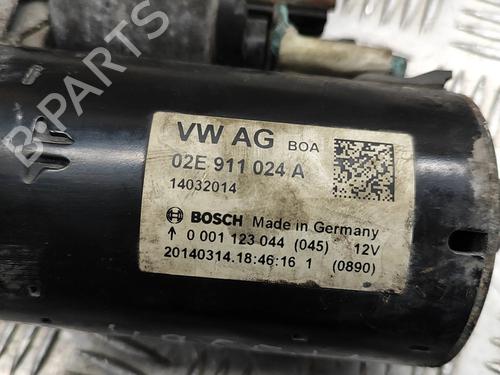 VW AG BOA
02E 911 024 A
14032014
BOSCH Made in Germany
↑ 0 001 123 044 (045) 12V
20140314.18:46:16 1 (0890)